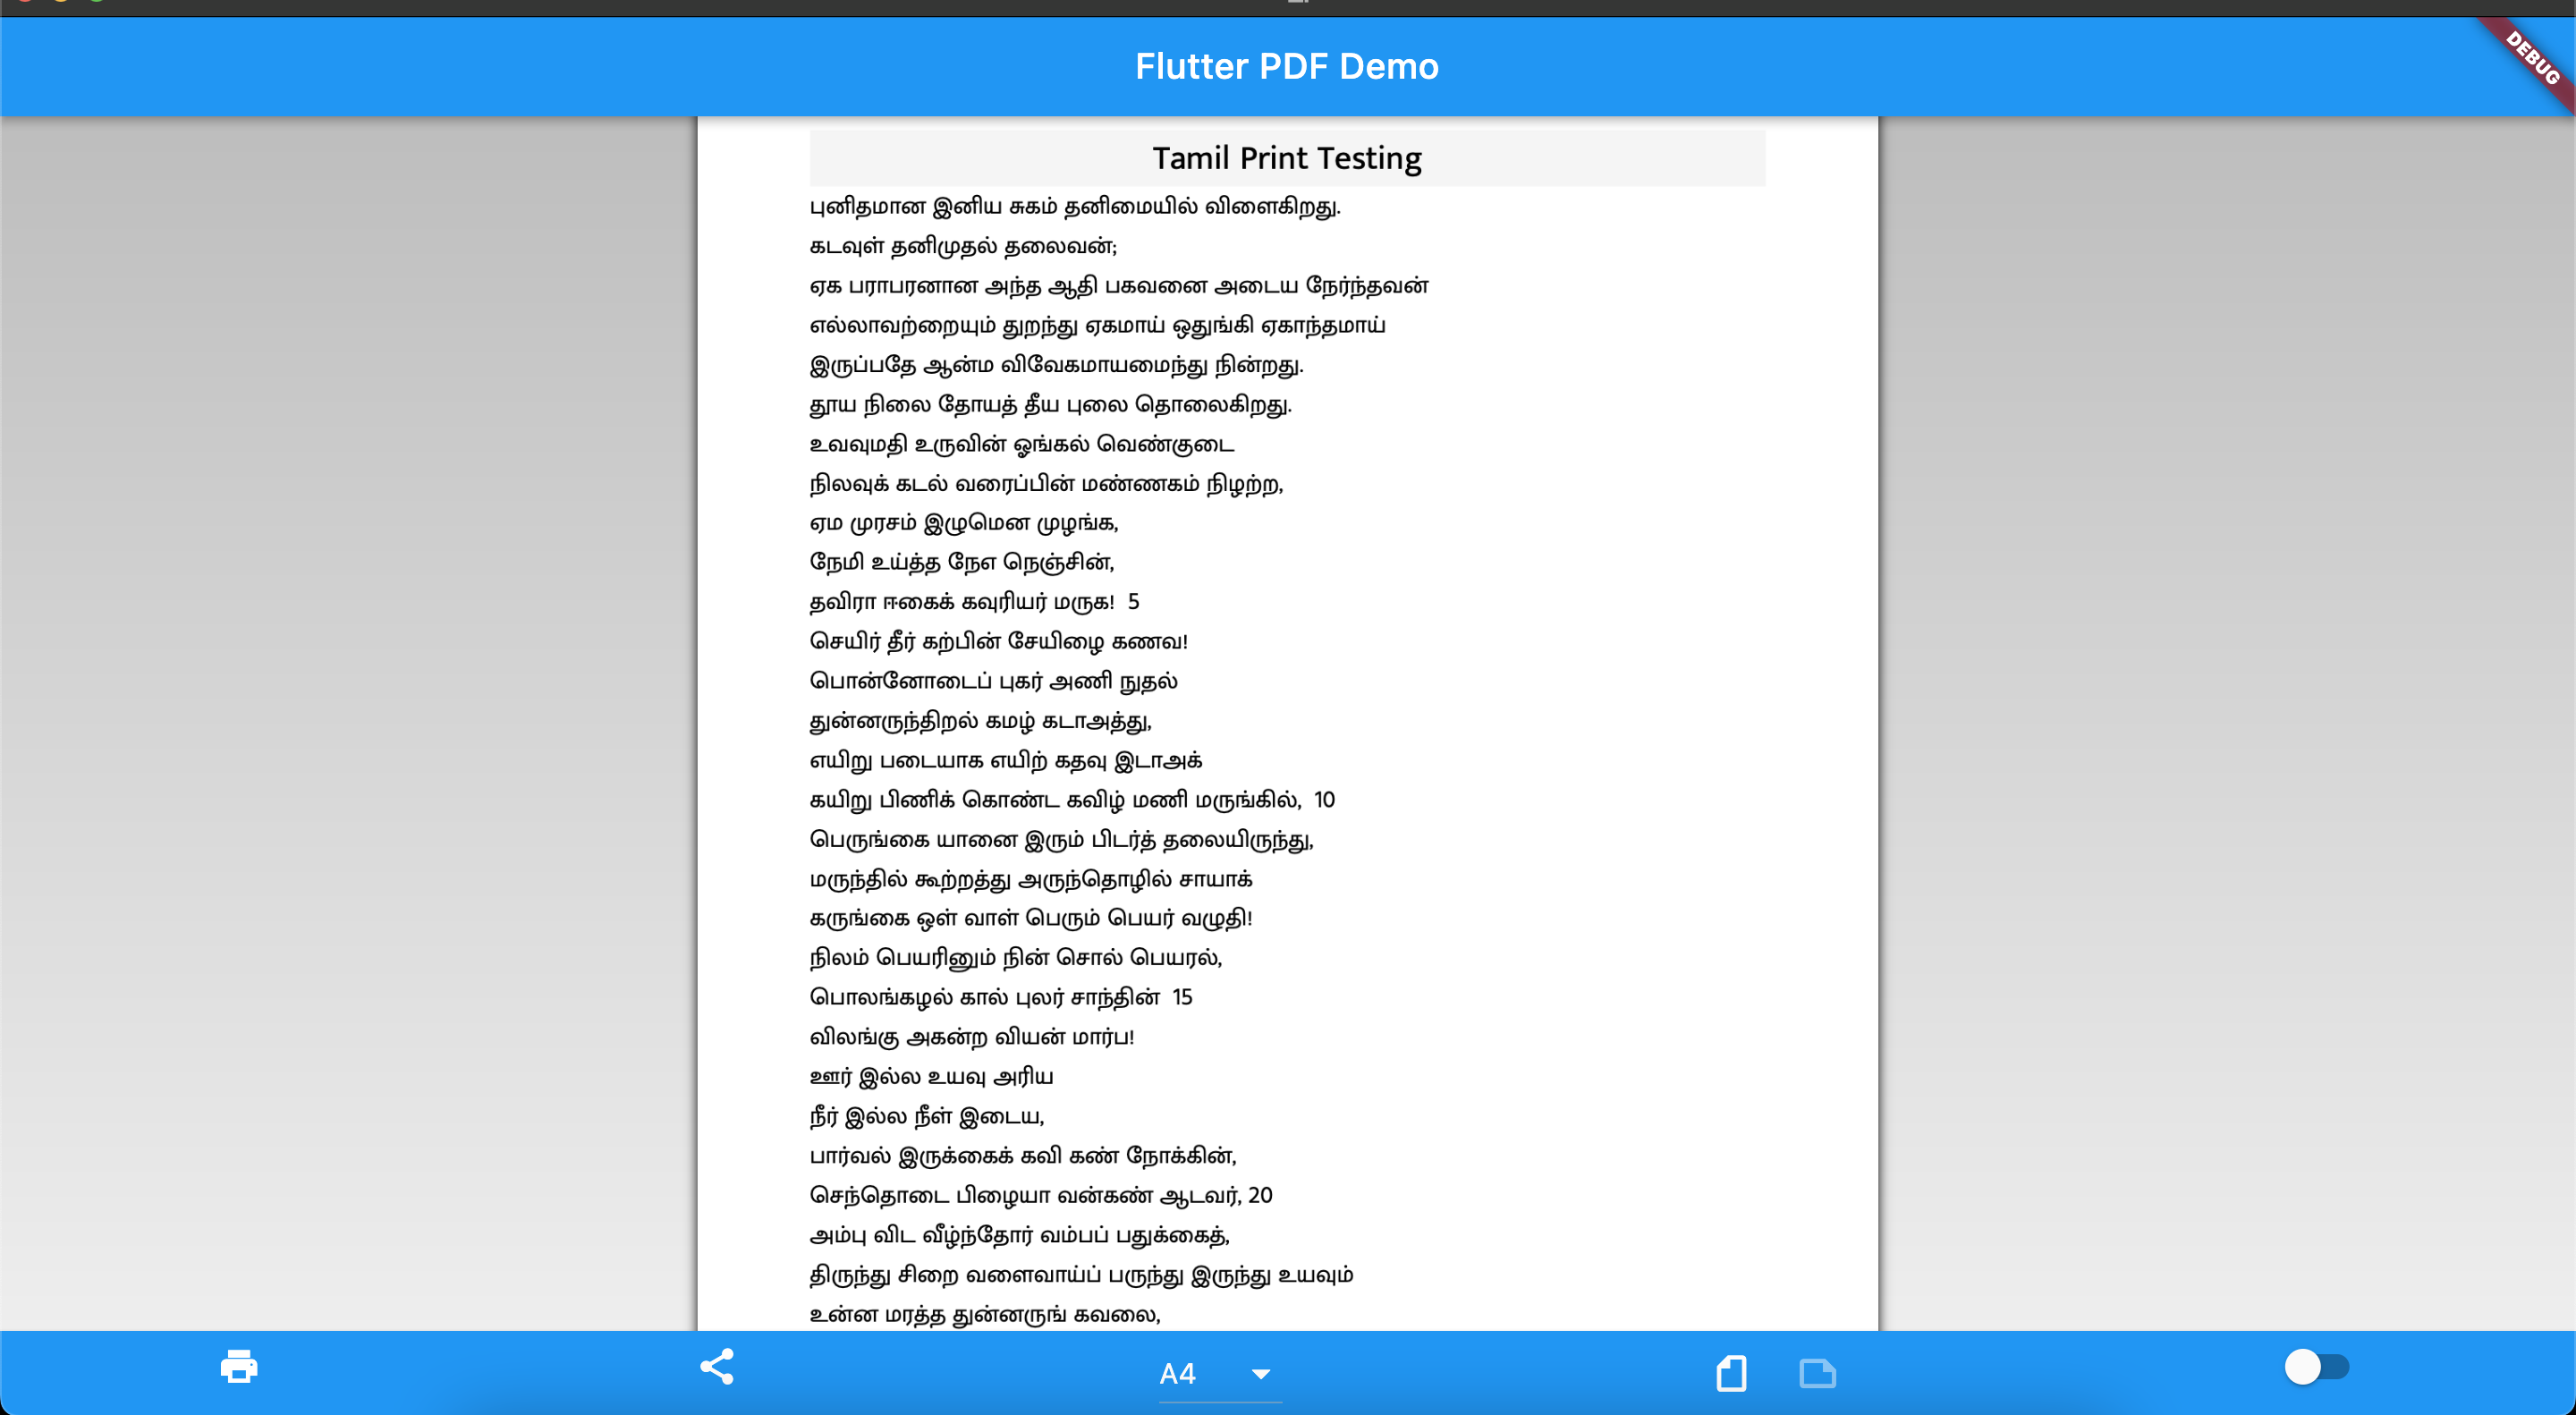 Flutter PDF Demo
DEBUG
Tamil Print Testing
புனிதமான இனிய சுகம் தனிமையில் விளைகிறது.
கடவுள் தனிமுதல் தலைவன்;
ஏக பராபரனான அந்த ஆதி பகவனை அடைய நேர்ந்தவன்
எல்லாவற்றையும் துறந்து ஏகமாய் ஒதுங்கி ஏகாந்தமாய்
இருப்பதே ஆன்ம விவேகமாயமைந்து நின்றது.
தூய நிலை தோயத் தீய புலை தொலைகிறது.
உவவுமதி உருவின் ஓங்கல் வெண்குடை
நிலவுக் கடல் வரைப்பின் மண்ணகம் நிழற்ற,
ஏம முரசம் இழுமென முழங்க,
நேமி உய்த்த நேஎ நெஞ்சின்,
தவிரா ஈகைக் கவுரியர் மருக! 5
செயிர் தீர் கற்பின் சேயிழை கணவ!
பொன்னோடைப் புகர் அணி நுதல்
துன்னருந்திறல் கமழ் கடாஅத்து,
எயிறு படையாக எயிற் கதவு இடாஅக்
கயிறு பிணிக் கொண்ட கவிழ் மணி மருங்கில், 10
பெருங்கை யானை இரும் பிடர்த் தலையிருந்து,
மருந்தில் கூற்றத்து அருந்தொழில் சாயாக்
கருங்கை ஒள் வாள் பெரும் பெயர் வழுதி!
நிலம் பெயரினும் நின் சொல் பெயரல்,
பொலங்கழல் கால் புலர் சாந்தின் 15
விலங்கு அகன்ற வியன் மார்ப!
ஊர் இல்ல உயவு அரிய
நீர் இல்ல நீள் இடைய,
பார்வல் இருக்கைக் கவி கண் நோக்கின்,
செந்தொடை பிழையா வன்கண் ஆடவர், 20
அம்பு விட வீழ்ந்தோர் வம்பப் பதுக்கைத்,
திருந்து சிறை வளைவாய்ப் பருந்து இருந்து உயவும்
உன்ன மரத்த துன்னருங் கவலை,
A4